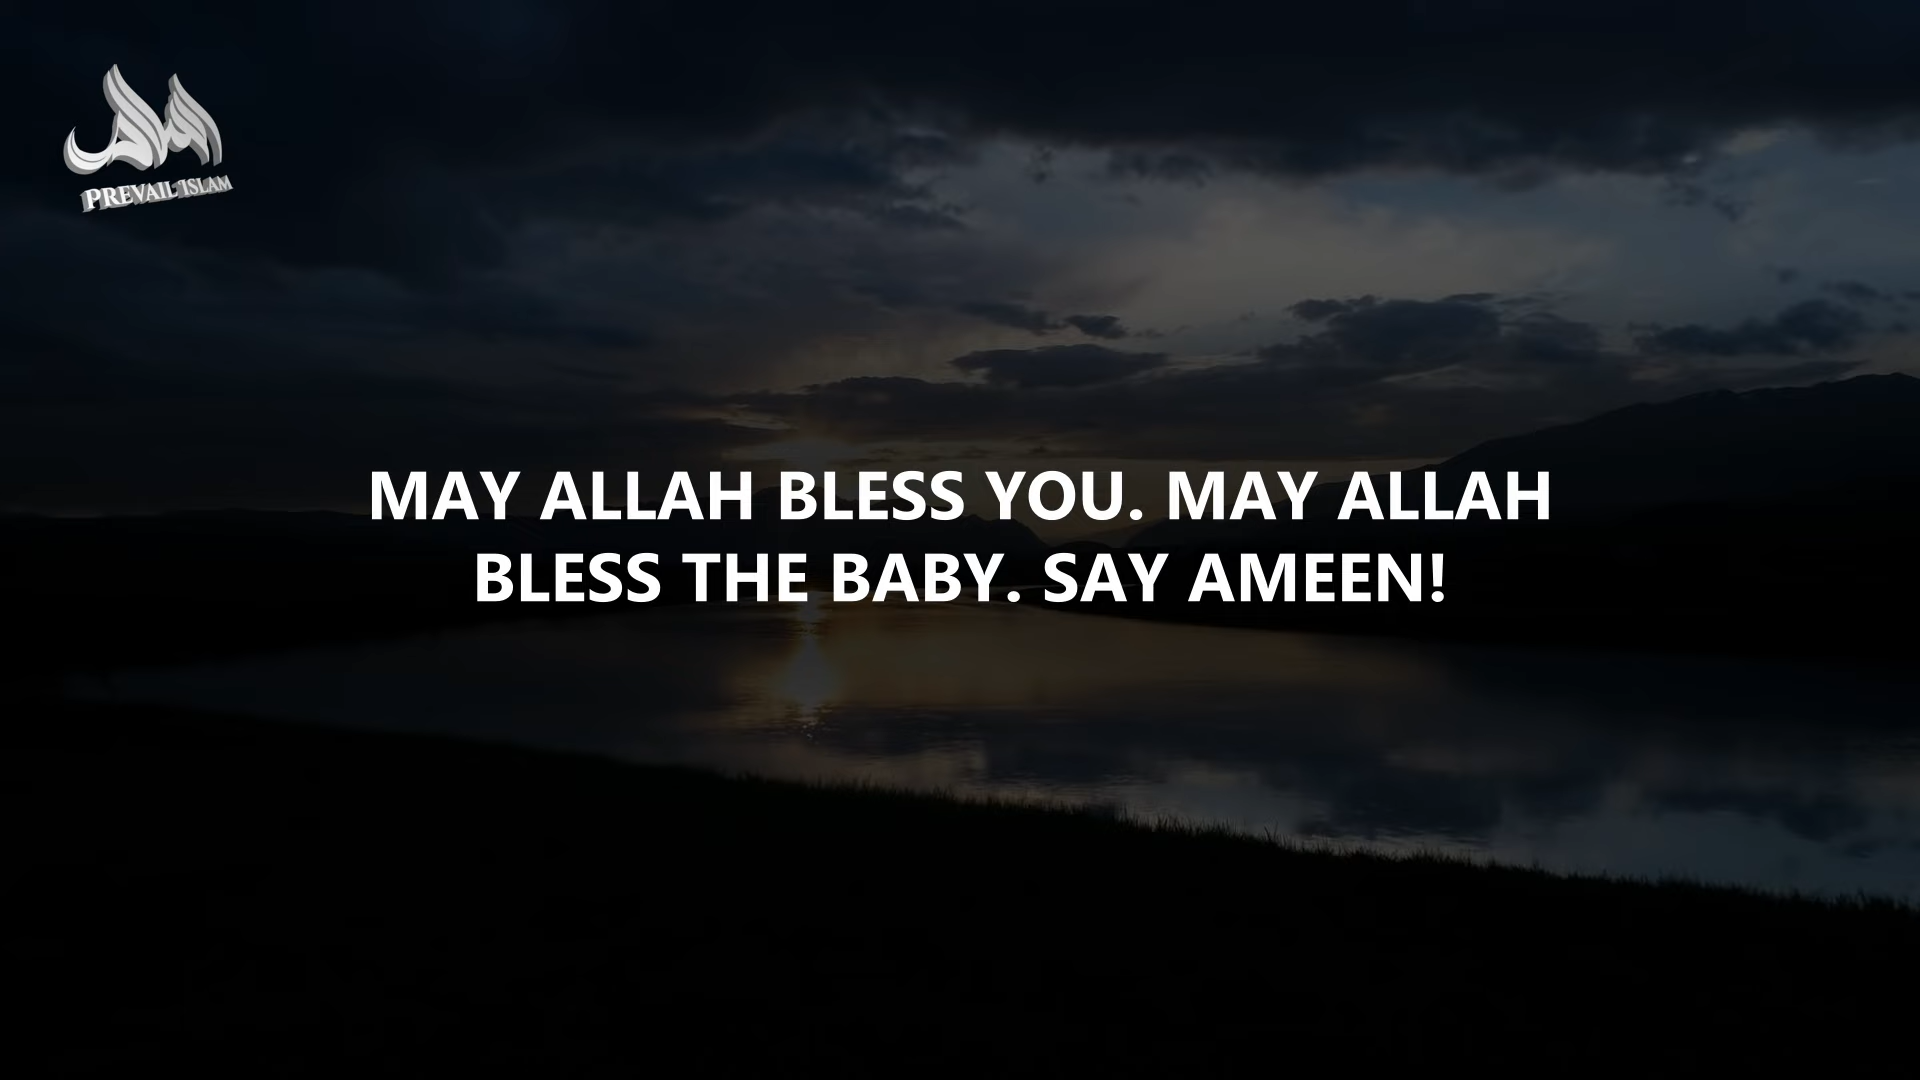 PREVAIL ISLAM
MAY ALLAH BLESS YOU. MAY ALLAH
BLESS THE BABY. SAY AMEEN!